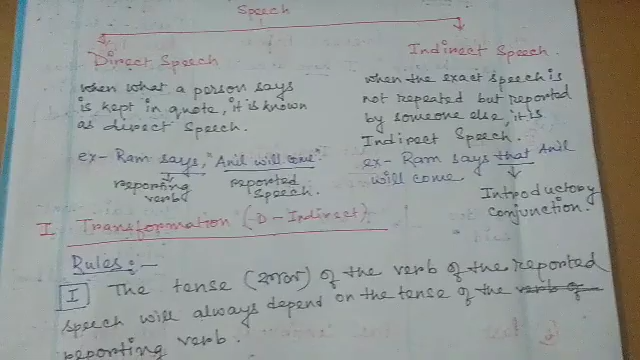 Speech
Direct Speech
when what a person says
is kept in quote, it is known
as direct speech.
ex- Ram says, "Anil will come".
reporting verb
reported speech.
Indirect Speech.
when the exact speech is
not repeated but reported
by someone else, it is
Indirect Speech.
ex- Ram says that Anil
will come
Introductory
conjunction.
I Transformation (D - Indirect)
Rules: -
I The tense () of the verb of the reported
speech will always depend on the tense of the verb of
reporting verb.